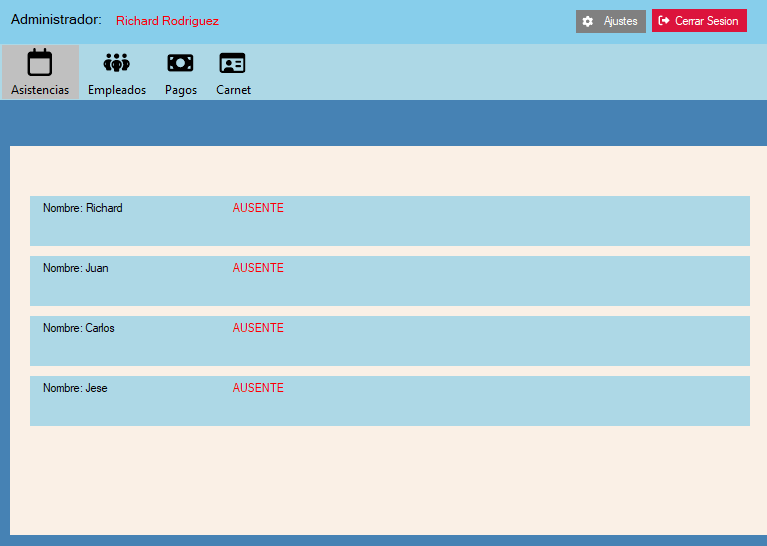 Administrador: Richard Rodriguez
Ajustes
Cerrar Sesion
Asistencias
Empleados
Pagos
Carnet
Nombre: Richard AUSENTE
Nombre: Juan AUSENTE
Nombre: Carlos AUSENTE
Nombre: Jese AUSENTE